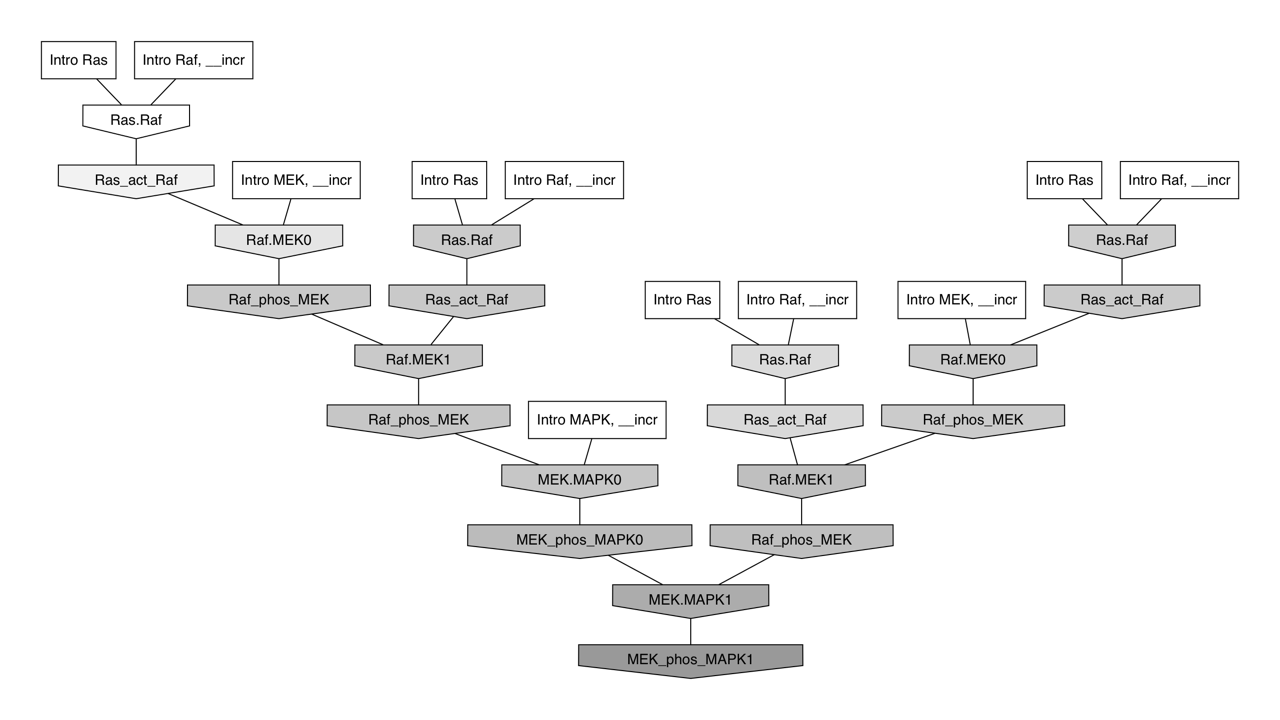 Intro Ras
Intro Raf, __incr
Ras.Raf
Ras_act_Raf
Intro MEK, __incr
Intro Ras
Intro Raf, __incr
Intro Ras
Intro Raf, __incr
Raf.MEK0
Ras.Raf
Ras.Raf
Raf_phos_MEK
Ras_act_Raf
Intro Ras
Intro Raf, __incr
Intro MEK, __incr
Ras_act_Raf
Raf.MEK1
Ras.Raf
Raf.MEK0
Raf_phos_MEK
Intro MAPK, __incr
Ras_act_Raf
Raf_phos_MEK
MEK.MAPK0
Raf.MEK1
MEK_phos_MAPK0
Raf_phos_MEK
MEK.MAPK1
MEK_phos_MAPK1